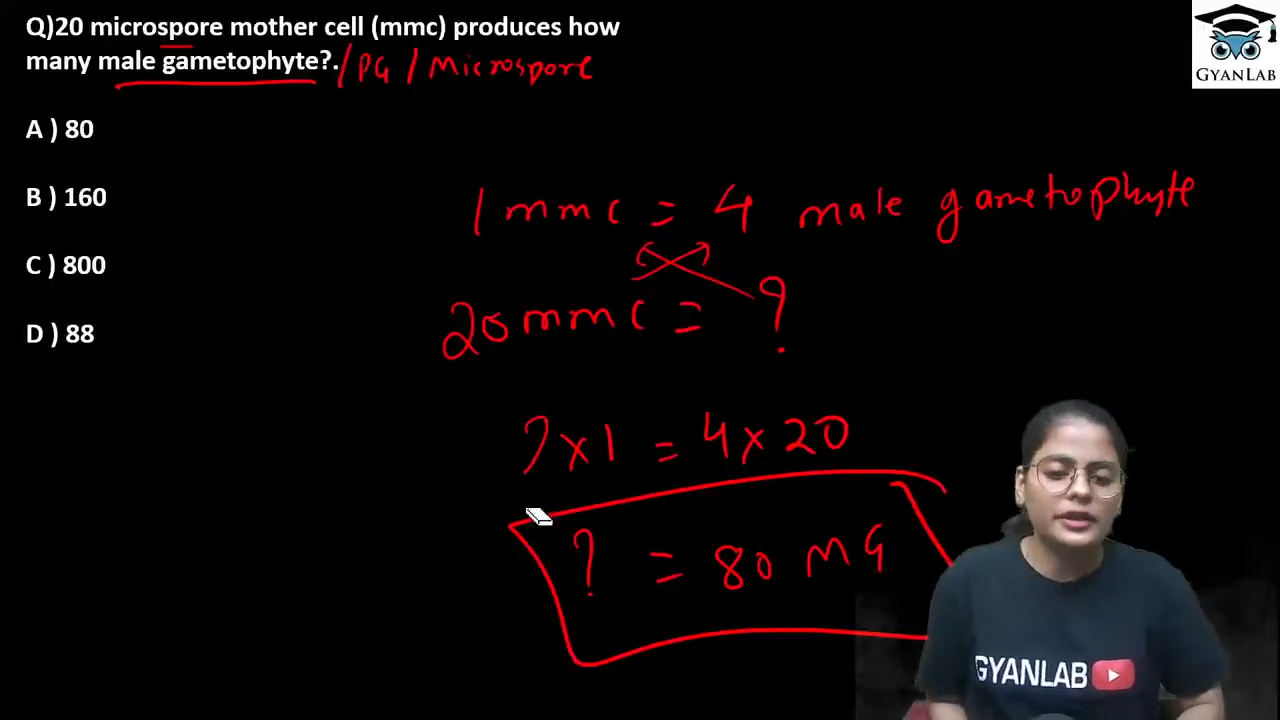 Q)20 microspore mother cell (mmc) produces how
many male gametophyte?. / PG / Microspore
GYANLAB
A ) 80
B ) 160
C ) 800
D ) 88
1 mmc = 4 male gametophyte
20 mmc = ?
? x 1 = 4 x 20
? = 80 MG
GYANLAB